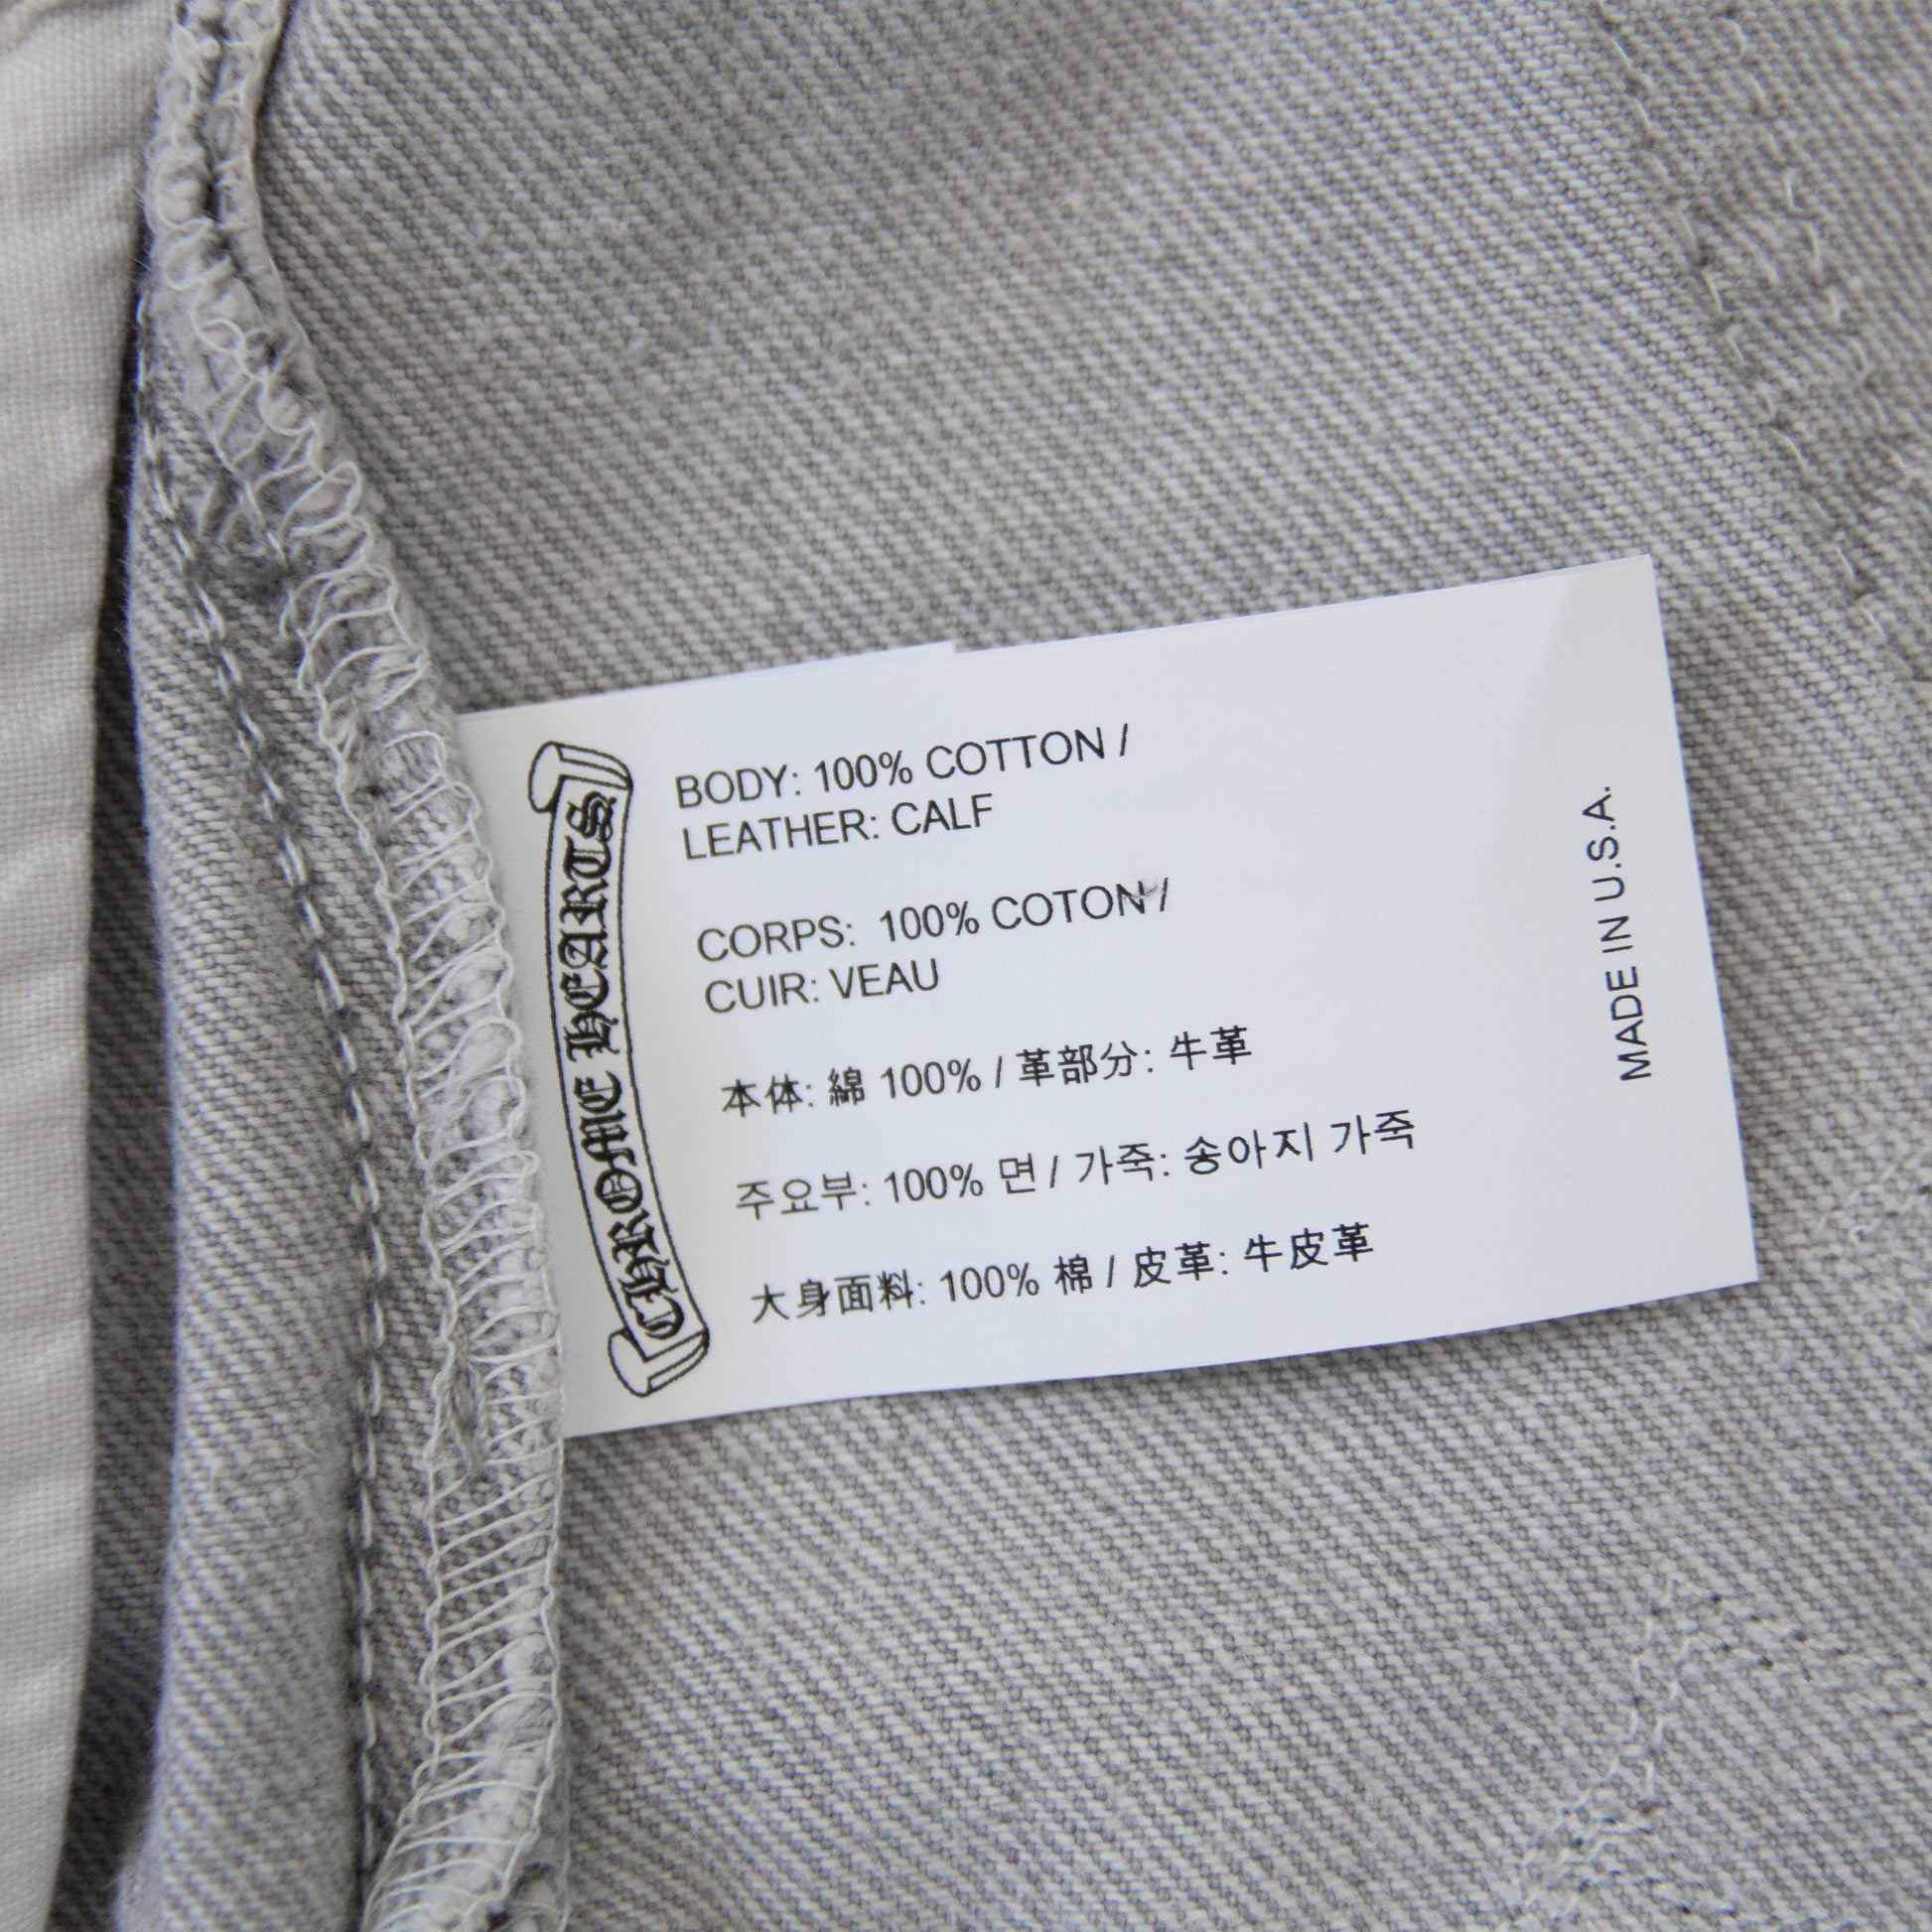 CHROME HEARTS
BODY: 100% COTTON /
LEATHER: CALF
CORPS: 100% COTON /
CUIR: VEAU
本体: 綿 100% / 革部分: 牛革
주요부: 100% 면 / 가죽: 송아지 가죽
大身面料: 100% 棉 / 皮革: 牛皮革
MADE IN U.S.A.